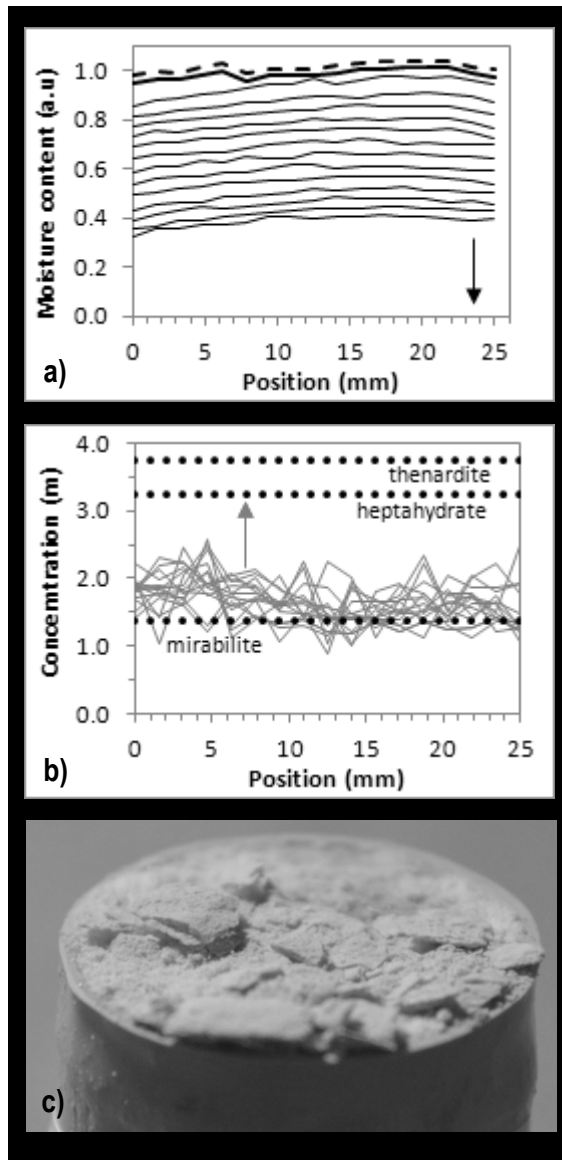 1.0
0.8
0.6
0.4
0.2
0.0
Moisture content (a.u)
0 5 10 15 20 25
Position (mm)
a)
4.0
3.0
2.0
1.0
0.0
Comcentration (m)
thenardite
heptahydrate
mirabilite
0 5 10 15 20 25
Position (mm)
b)
c)